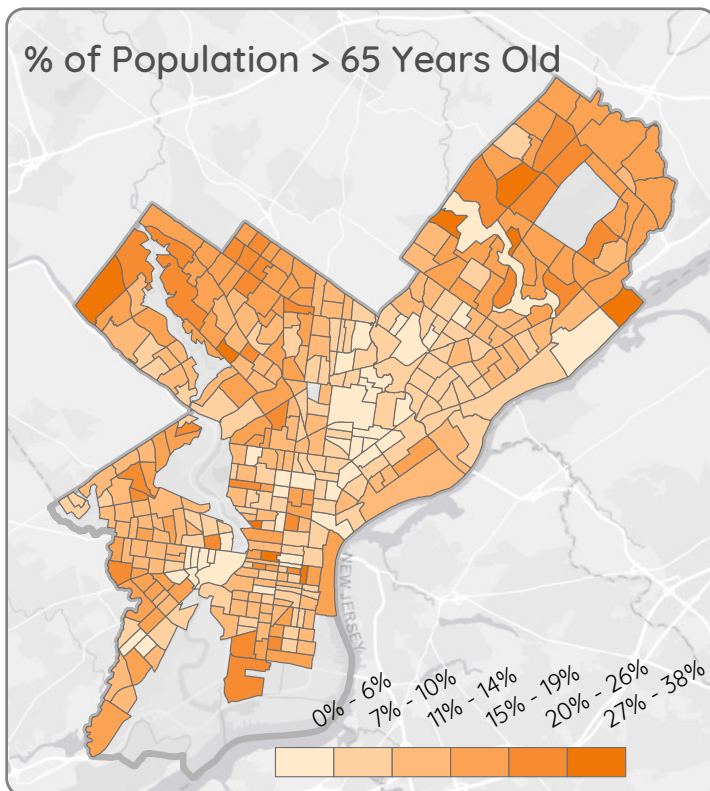 % of Population > 65 Years Old
NEW JERSEY
0% - 6%
7% - 10%
11% - 14%
15% - 19%
20% - 26%
27% - 38%